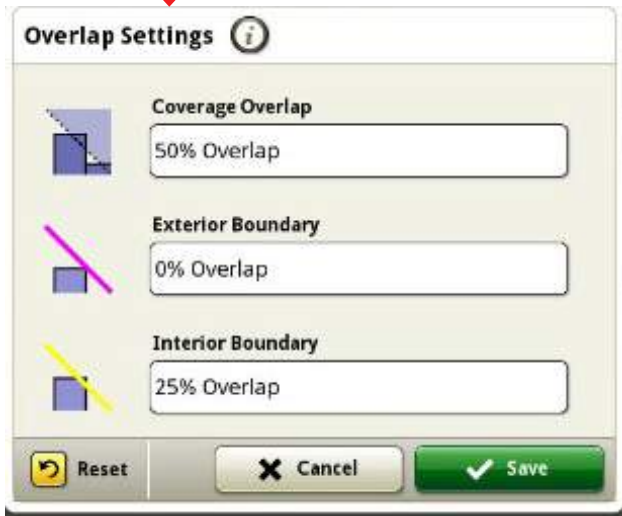 Overlap Settings
Coverage Overlap
50% Overlap
Exterior Boundary
0% Overlap
Interior Boundary
25% Overlap
Reset Cancel Save